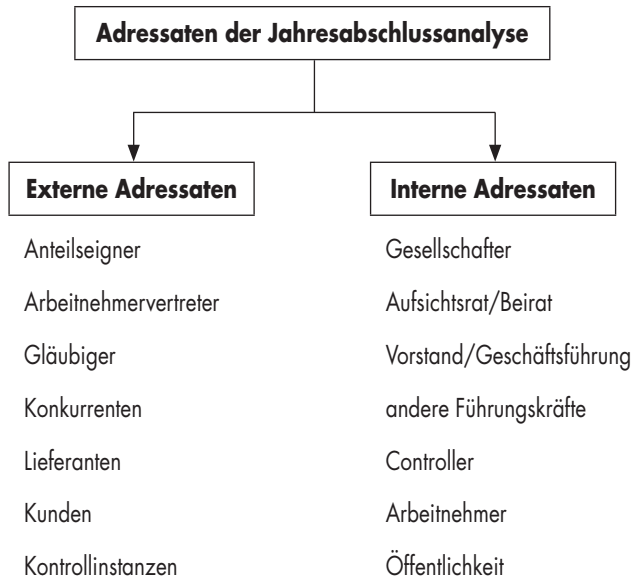 Adressaten der Jahresabschlussanalyse
Externe Adressaten
Anteilseigner
Arbeitnehmervertreter
Gläubiger
Konkurrenten
Lieferanten
Kunden
Kontrollinstanzen
Interne Adressaten
Gesellschafter
Aufsichtsrat/Beirat
Vorstand/Geschäftsführung
andere Führungskräfte
Controller
Arbeitnehmer
Öffentlichkeit